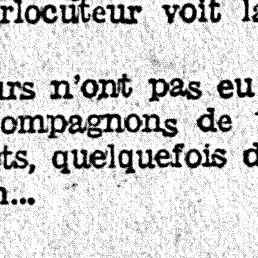 rlocuteur voit la
urs n'ont pas eu
ompagnons de
ts, quelquefois d
n...